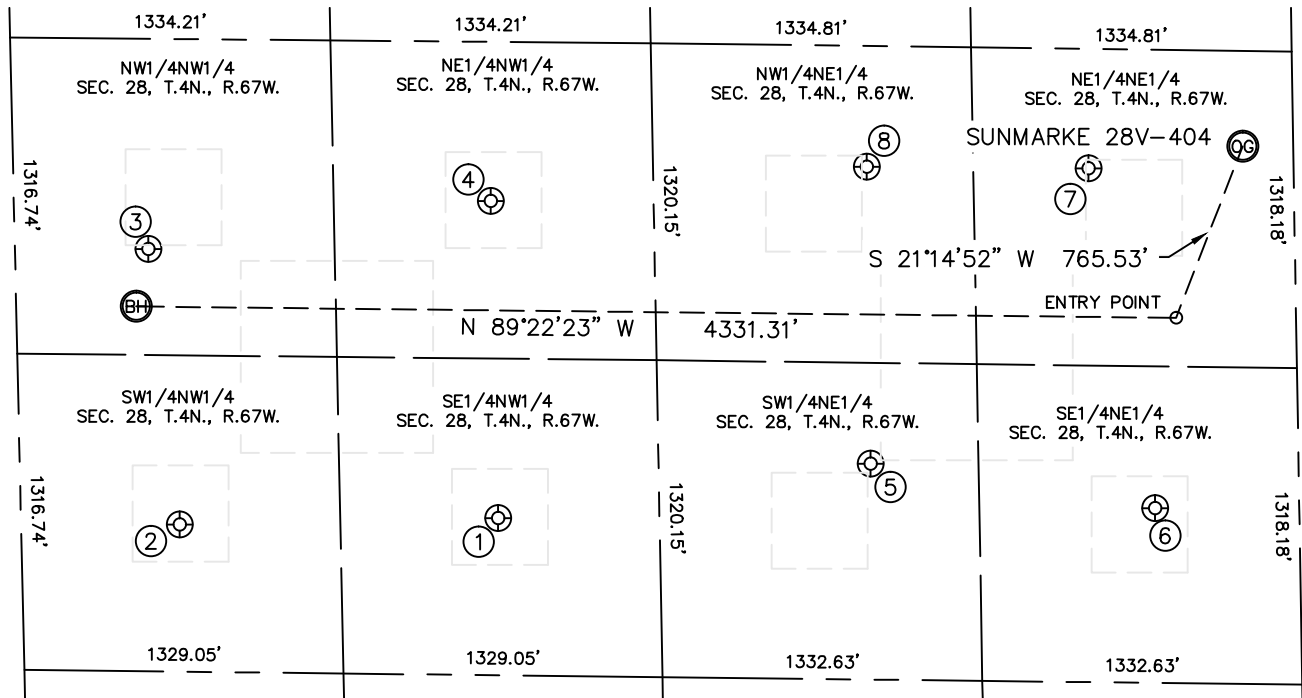 1334.21'
1334.21'
1334.81'
1334.81'
NW1/4NW1/4
SEC. 28, T.4N., R.67W.
NE1/4NW1/4
SEC. 28, T.4N., R.67W.
NW1/4NE1/4
SEC. 28, T.4N., R.67W.
NE1/4NE1/4
SEC. 28, T.4N., R.67W.
SUNMARKE 28V-404
OG
8
4
7
3
1316.74'
1320.15'
1318.18'
S 21°14'52" W 765.53'
ENTRY POINT
BH
N 89°22'23" W 4331.31'
SW1/4NW1/4
SEC. 28, T.4N., R.67W.
SE1/4NW1/4
SEC. 28, T.4N., R.67W.
SW1/4NE1/4
SEC. 28, T.4N., R.67W.
SE1/4NE1/4
SEC. 28, T.4N., R.67W.
1316.74'
1320.15'
1318.18'
5
2
1
6
1329.05'
1329.05'
1332.63'
1332.63'